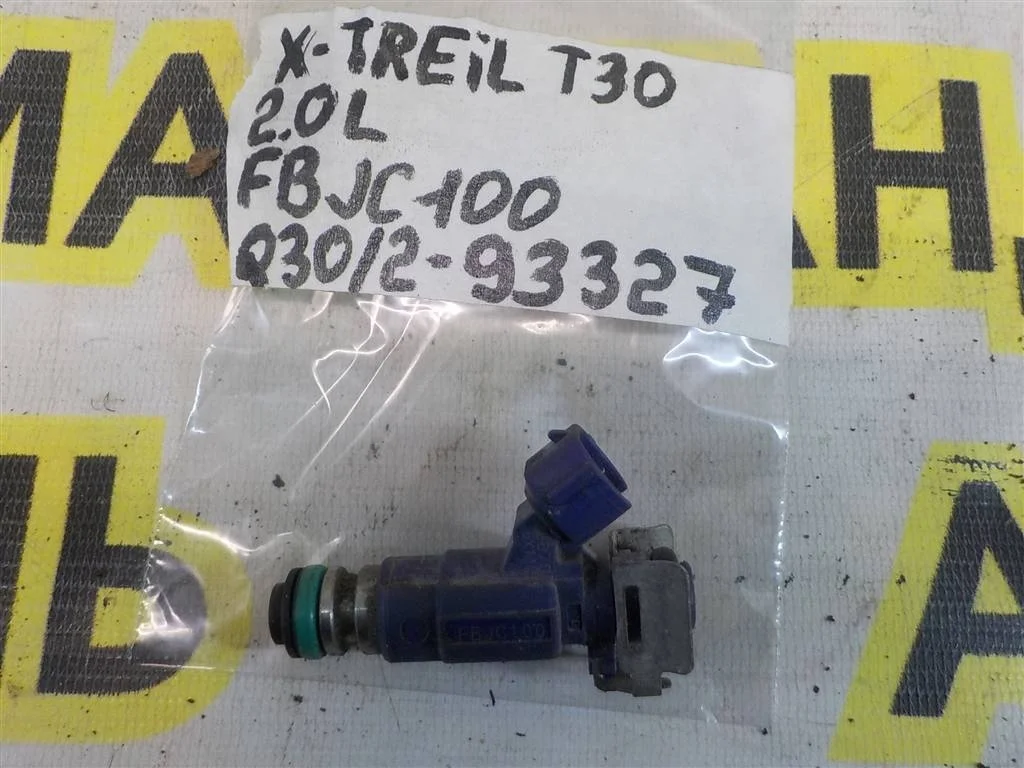 X-TREiL T30
2.0L
FBJC100
Q30/2-93327
FBJC100